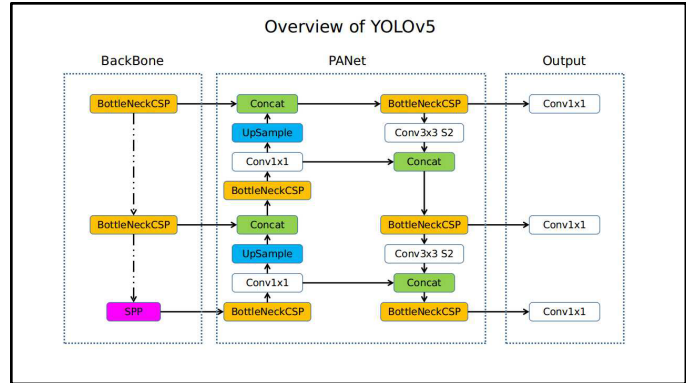 Overview of YOLOv5
BackBone
PANet
Output
BottleNeckCSP
Concat
BottleNeckCSP
Conv1x1
UpSample
Conv3x3 S2
Conv1x1
Concat
BottleNeckCSP
BottleNeckCSP
Concat
BottleNeckCSP
Conv1x1
UpSample
Conv3x3 S2
Conv1x1
Concat
SPP
BottleNeckCSP
BottleNeckCSP
Conv1x1